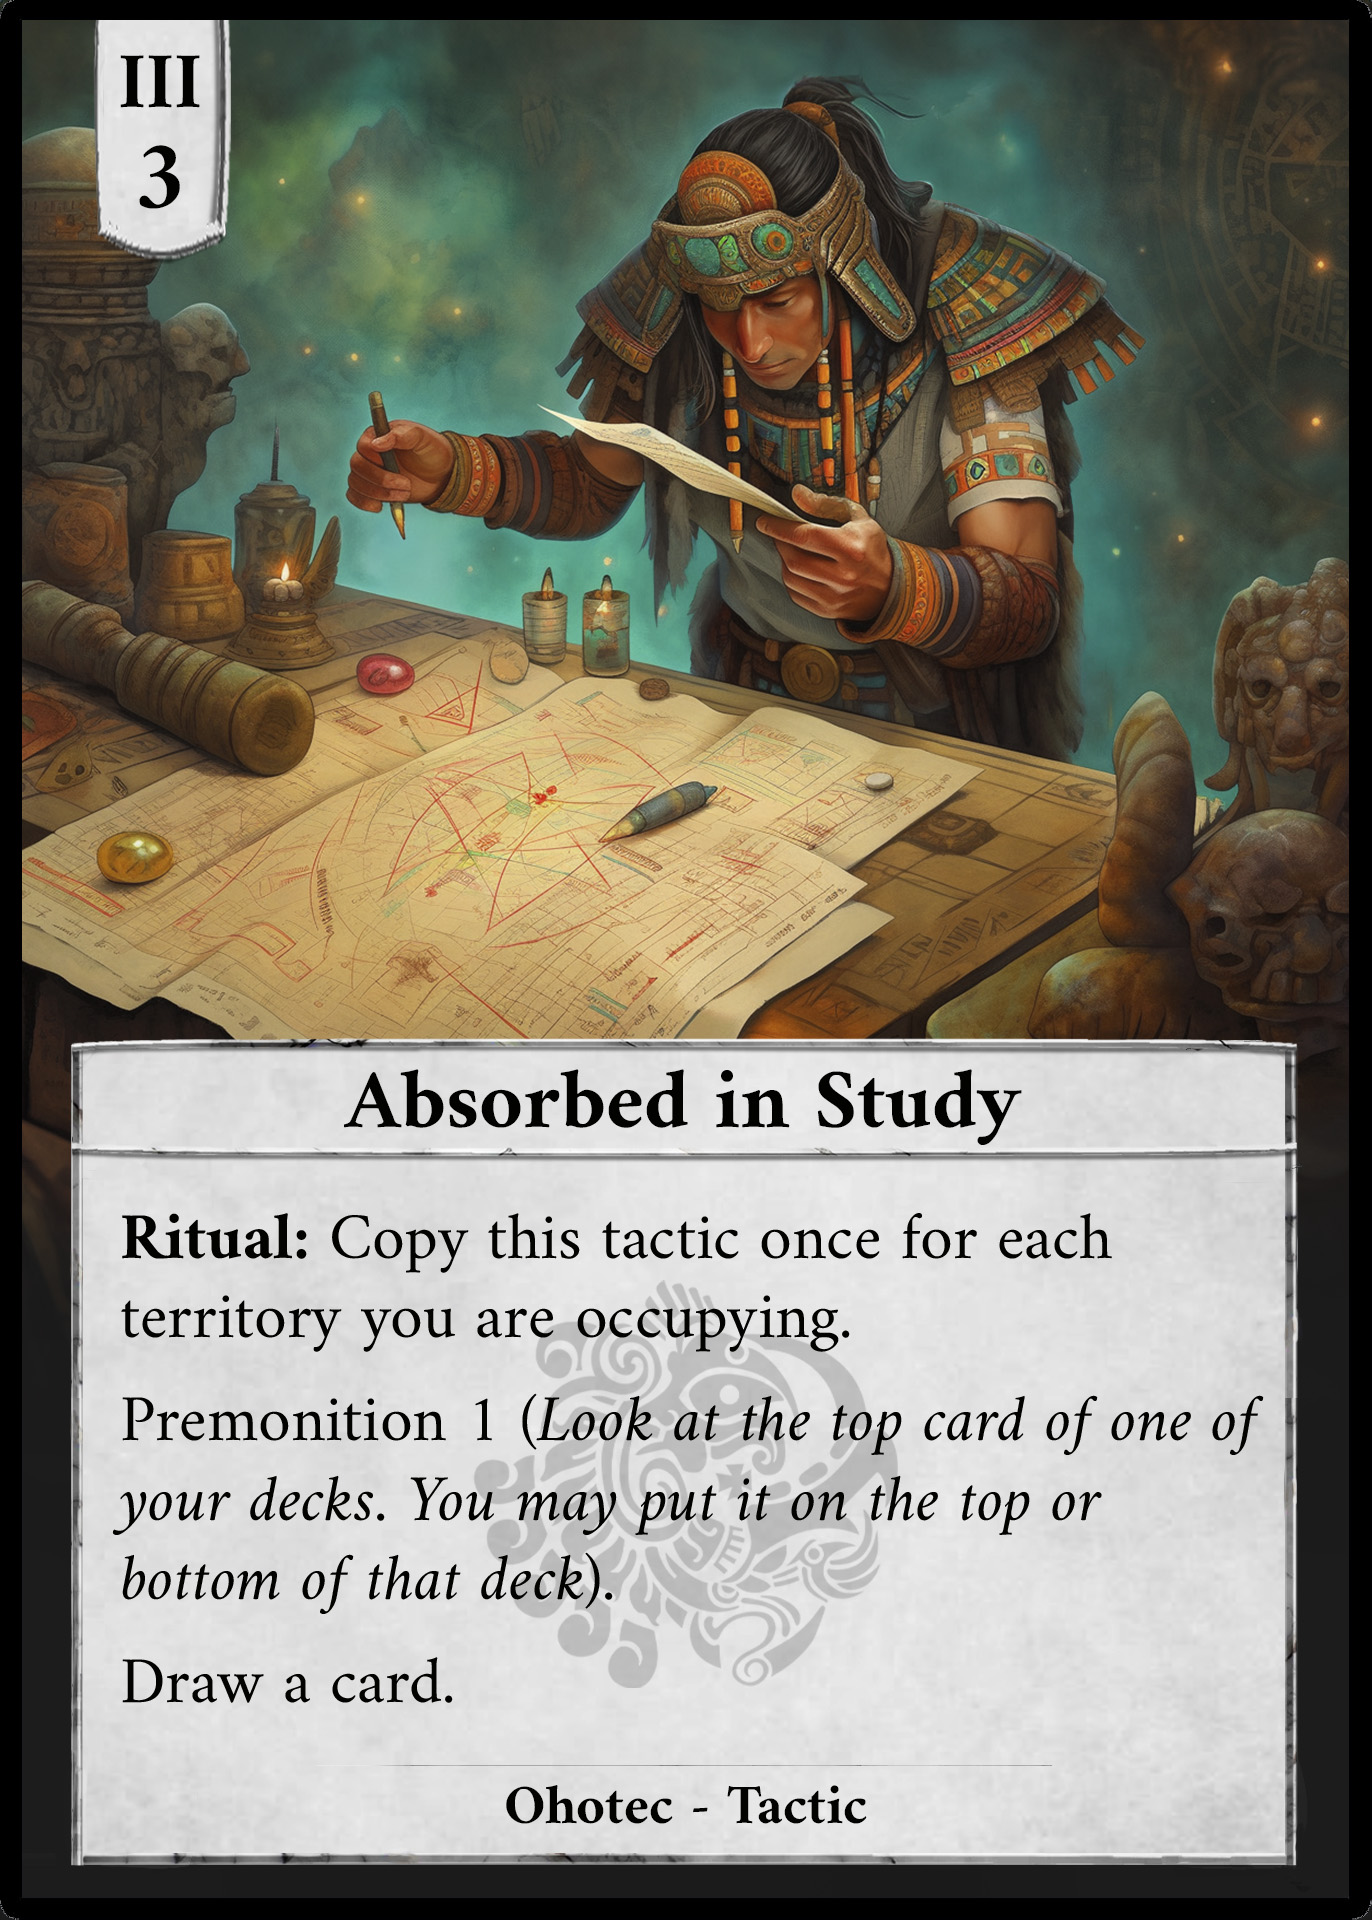 III
3
Absorbed in Study
Ritual: Copy this tactic once for each
territory you are occupying.
Premonition 1 (Look at the top card of one of
your decks. You may put it on the top or
bottom of that deck).
Draw a card.
Ohotec - Tactic